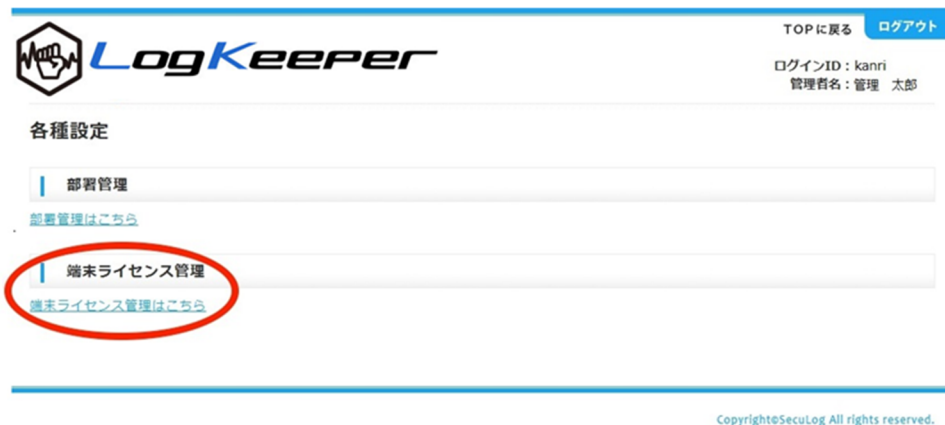 LogKeeper
TOPに戻る
ログアウト
ログインID：kanri
管理者名：管理　太郎
各種設定
部署管理
部署管理はこちら
端末ライセンス管理
端末ライセンス管理はこちら
Copyright©SecuLog All rights reserved.